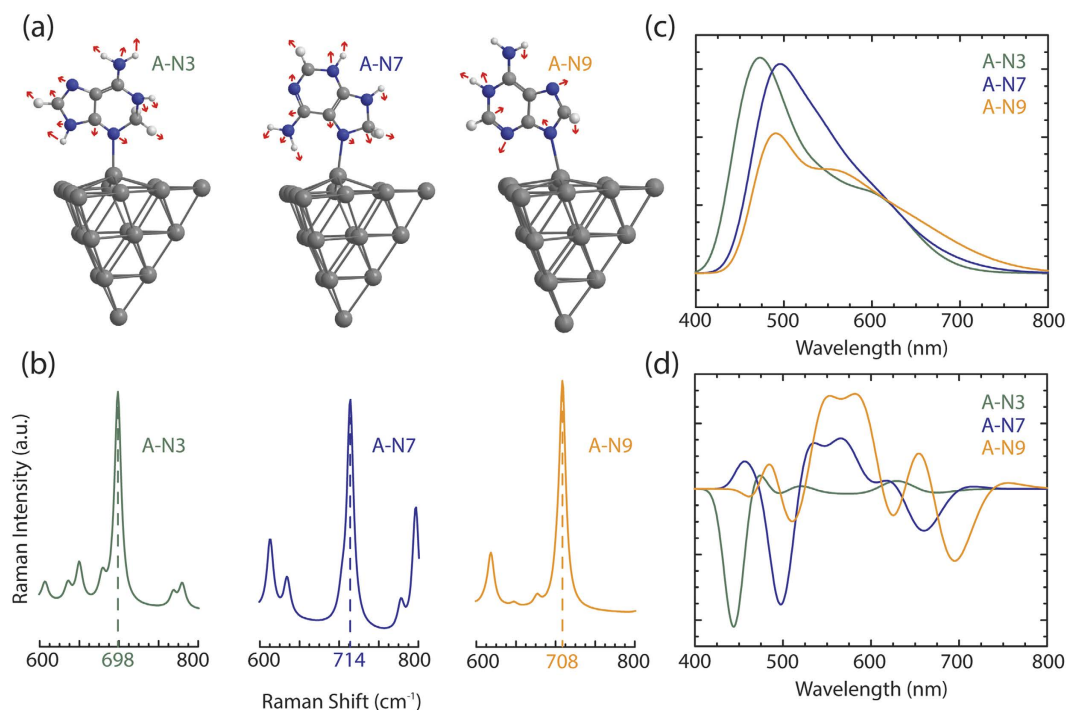 (a)
A-N3
A-N7
A-N9
(b)
Raman Intensity (a.u.)
A-N3
A-N7
A-N9
600 698 800
600 714 800
600 708 800
Raman Shift (cm⁻¹)
(c)
A-N3
A-N7
A-N9
400 500 600 700 800
Wavelength (nm)
(d)
A-N3
A-N7
A-N9
400 500 600 700 800
Wavelength (nm)